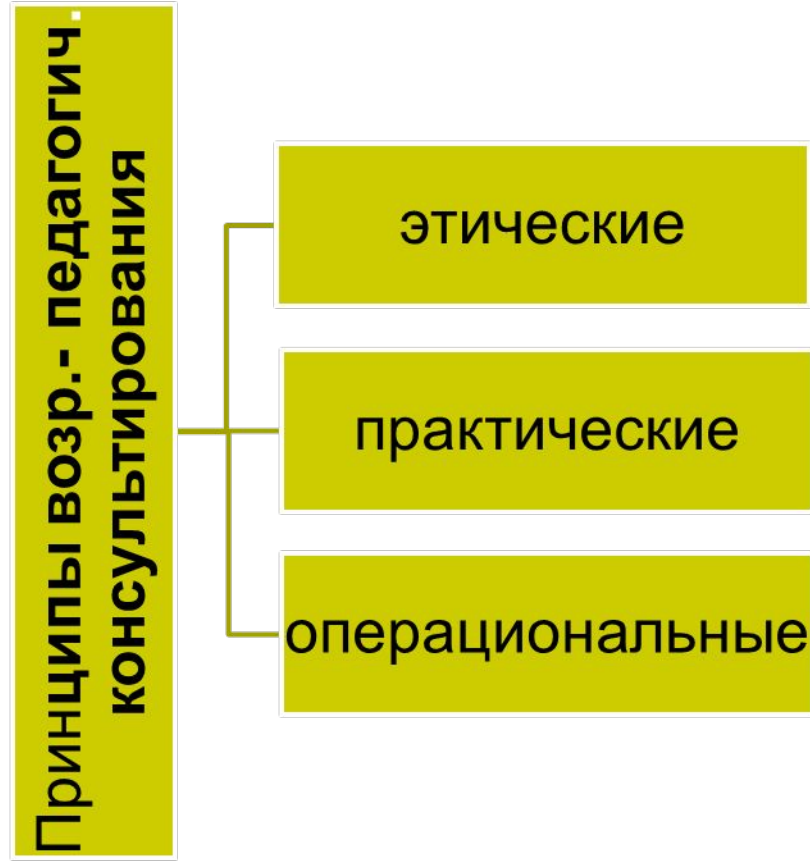 Принципы возр.- педагогич.
консультирования
этические
практические
операциональные